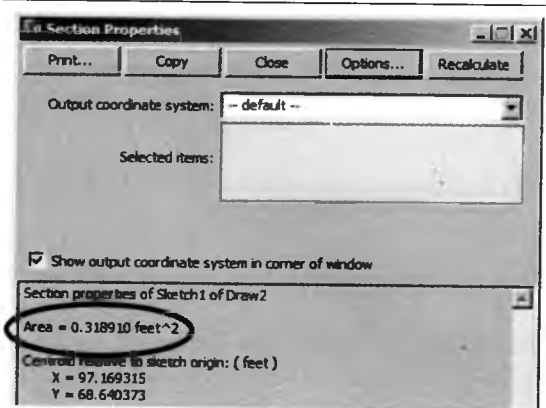 Section Properties
Print... Copy Close Options... Recalculate
Output coordinate system: -- default --
Selected items:
Show output coordinate system in corner of window
Section properties of Sketch1 of Draw2
Area = 0.318910 feet^2
Centroid relative to sketch origin: ( feet )
X = 97.169315
Y = 68.640373